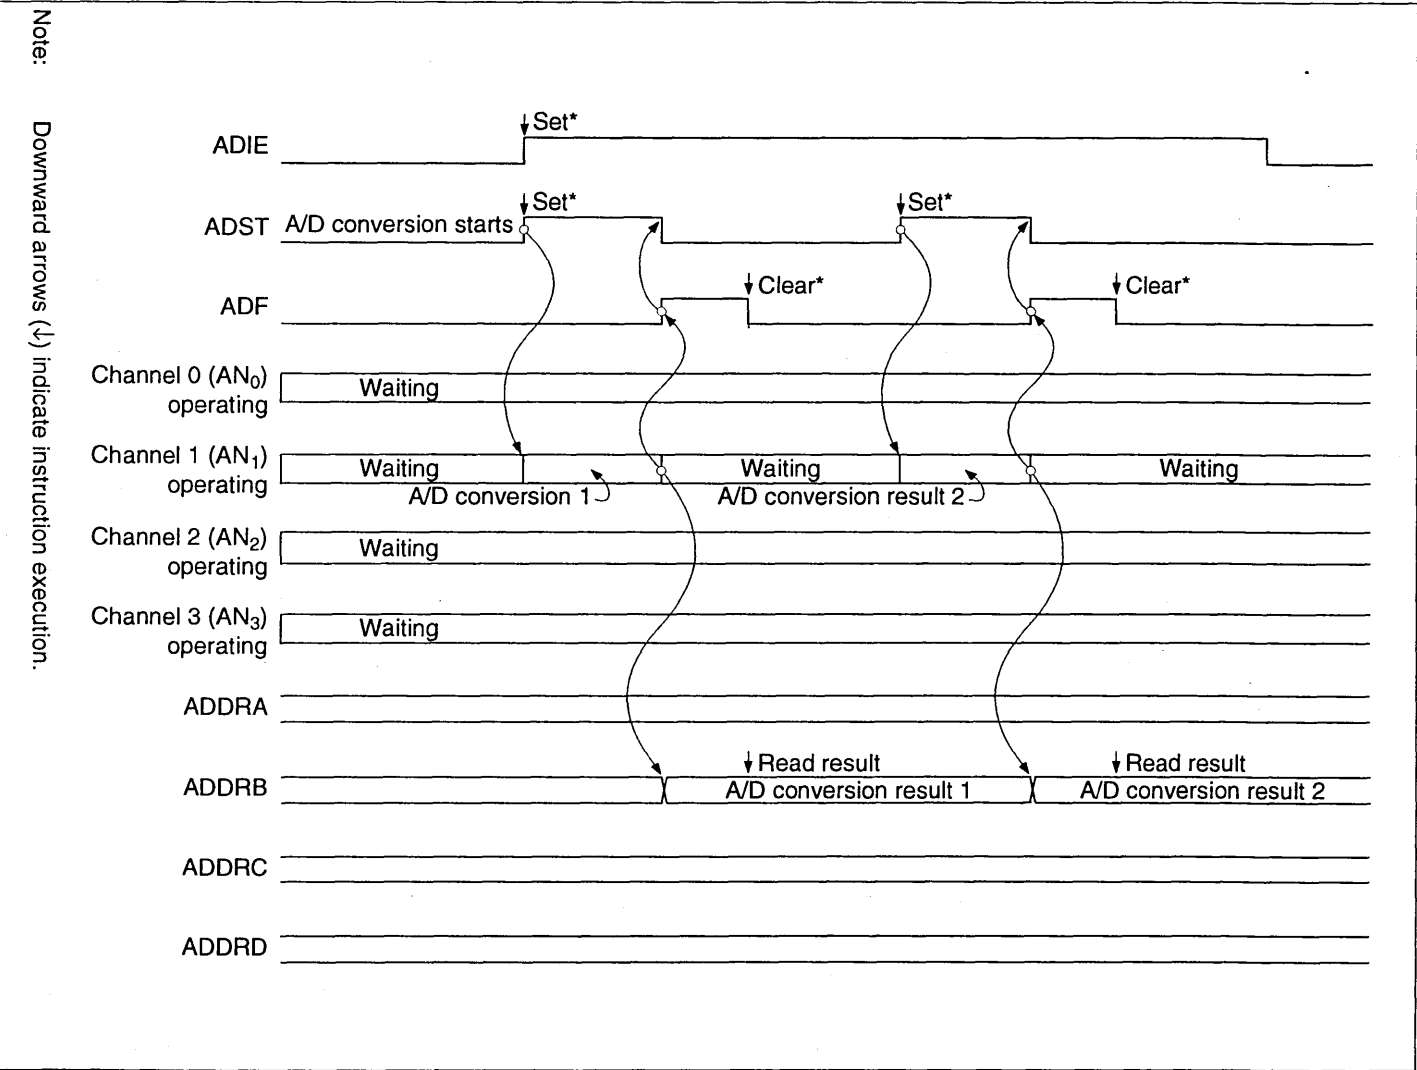 Note: Downward arrows (↓) indicate instruction execution.
ADIE
↓ Set*
ADST
A/D conversion starts
↓ Set*
↓ Set*
ADF
↓ Clear*
↓ Clear*
Channel 0 (AN₀)
operating
Waiting
Channel 1 (AN₁)
operating
Waiting
A/D conversion 1
Waiting
A/D conversion result 2
Waiting
Channel 2 (AN₂)
operating
Waiting
Channel 3 (AN₃)
operating
Waiting
ADDRA
ADDRB
↓ Read result
A/D conversion result 1
↓ Read result
A/D conversion result 2
ADDRC
ADDRD